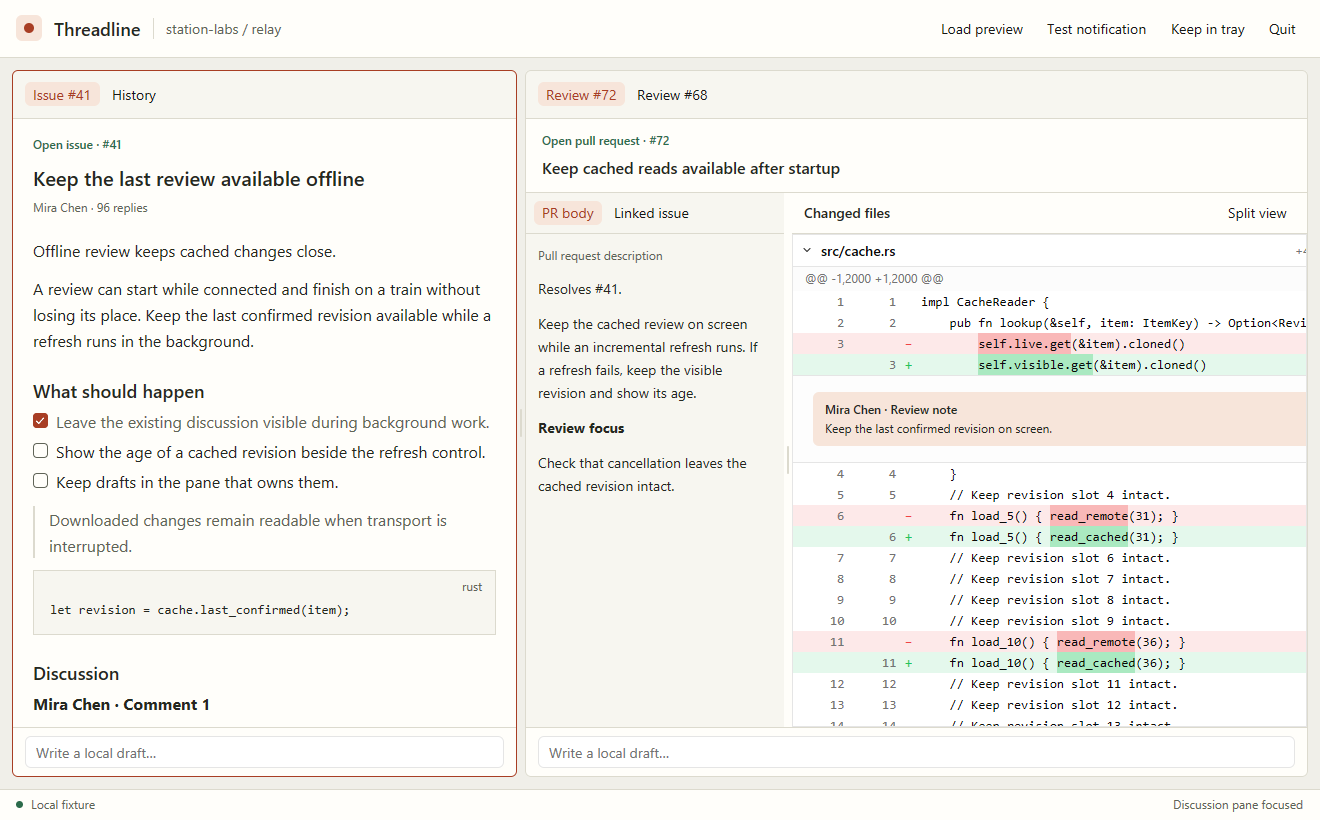 Threadline
station-labs / relay
Load preview
Test notification
Keep in tray
Quit
Issue #41
History
Open issue · #41
Keep the last review available offline
Mira Chen · 96 replies
Offline review keeps cached changes close.
A review can start while connected and finish on a train without
losing its place. Keep the last confirmed revision available while a
refresh runs in the background.
What should happen
Leave the existing discussion visible during background work.
Show the age of a cached revision beside the refresh control.
Keep drafts in the pane that owns them.
Downloaded changes remain readable when transport is
interrupted.
rust
let revision = cache.last_confirmed(item);
Discussion
Mira Chen · Comment 1
Write a local draft...
Review #72
Review #68
Open pull request · #72
Keep cached reads available after startup
PR body
Linked issue
Pull request description
Resolves #41.
Keep the cached review on screen
while an incremental refresh runs. If
a refresh fails, keep the visible
revision and show its age.
Review focus
Check that cancellation leaves the
cached revision intact.
Changed files
Split view
src/cache.rs
@@ -1,2000 +1,2000 @@
1 1 impl CacheReader {
2 2 pub fn lookup(&self, item: ItemKey) -> Option<Revi
3 - self.live.get(&item).cloned()
3 + self.visible.get(&item).cloned()
Mira Chen · Review note
Keep the last confirmed revision on screen.
4 4 }
5 5 // Keep revision slot 4 intact.
6 - fn load_5() { read_remote(31); }
6 + fn load_5() { read_cached(31); }
7 7 // Keep revision slot 6 intact.
8 8 // Keep revision slot 7 intact.
9 9 // Keep revision slot 8 intact.
10 10 // Keep revision slot 9 intact.
11 - fn load_10() { read_remote(36); }
11 + fn load_10() { read_cached(36); }
12 12 // Keep revision slot 11 intact.
13 13 // Keep revision slot 12 intact.
14 14 // Keep revision slot 13 intact.
Write a local draft...
Local fixture
Discussion pane focused